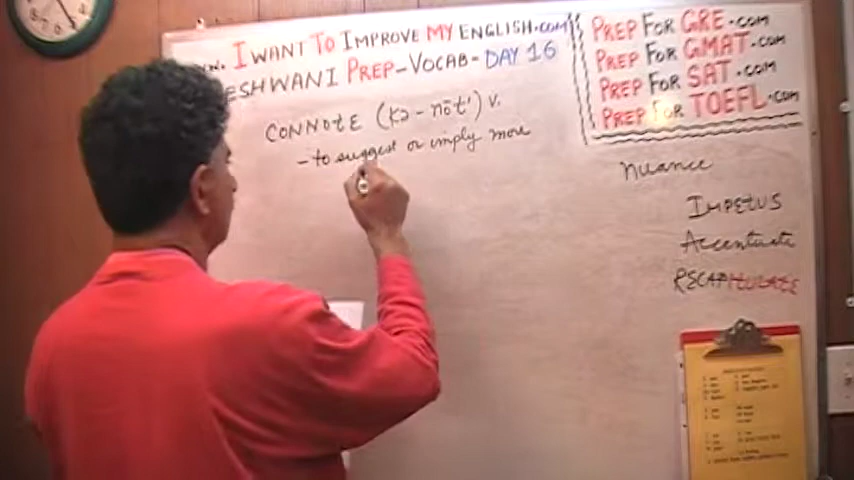 I WANT TO IMPROVE MY ENGLISH.COM
ESHWANI PREP-VOCAB- DAY 16
PREP FOR GRE.COM
PREP FOR GMAT.COM
PREP FOR SAT.COM
PREP FOR TOEFL.COM
CONNOTE (kə-nōt') v.
- to suggest or imply more
nuance
IMPETUS
Accentuate
RECAPITULATE